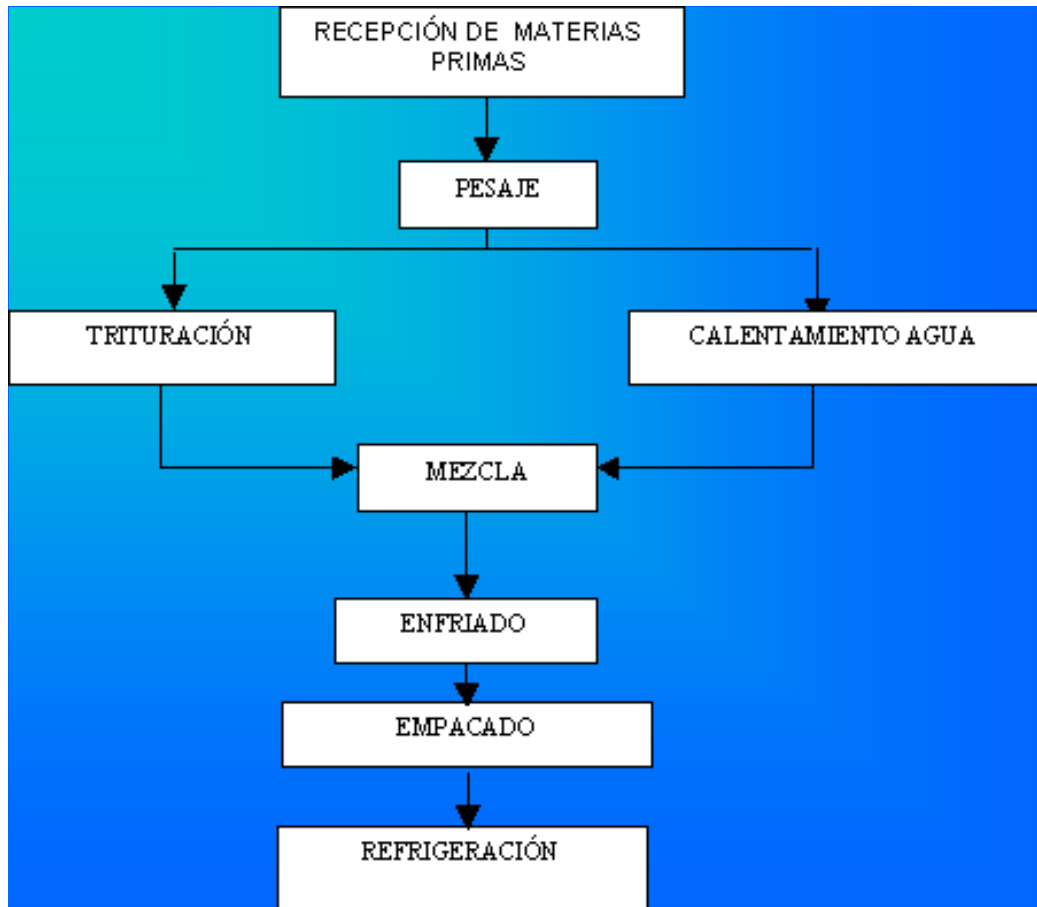 RECEPCIÓN DE MATERIAS
PRIMAS
PESAJE
TRITURACIÓN
CALENTAMIENTO AGUA
MEZCLA
ENFRIADO
EMPACADO
REFRIGERACIÓN